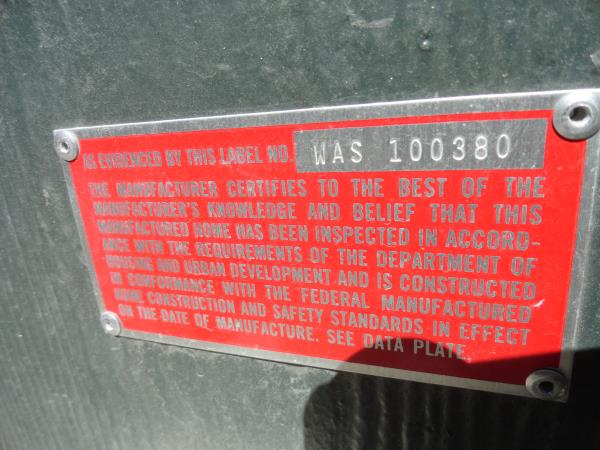 AS EVIDENCED BY THIS LABEL NO. WAS 100380
THE MANUFACTURER CERTIFIES TO THE BEST OF THE
MANUFACTURER'S KNOWLEDGE AND BELIEF THAT THIS
MANUFACTURED HOME HAS BEEN INSPECTED IN ACCORD-
ANCE WITH THE REQUIREMENTS OF THE DEPARTMENT OF
HOUSING AND URBAN DEVELOPMENT AND IS CONSTRUCTED
IN CONFORMANCE WITH THE FEDERAL MANUFACTURED
HOME CONSTRUCTION AND SAFETY STANDARDS IN EFFECT
ON THE DATE OF MANUFACTURE. SEE DATA PLATE.